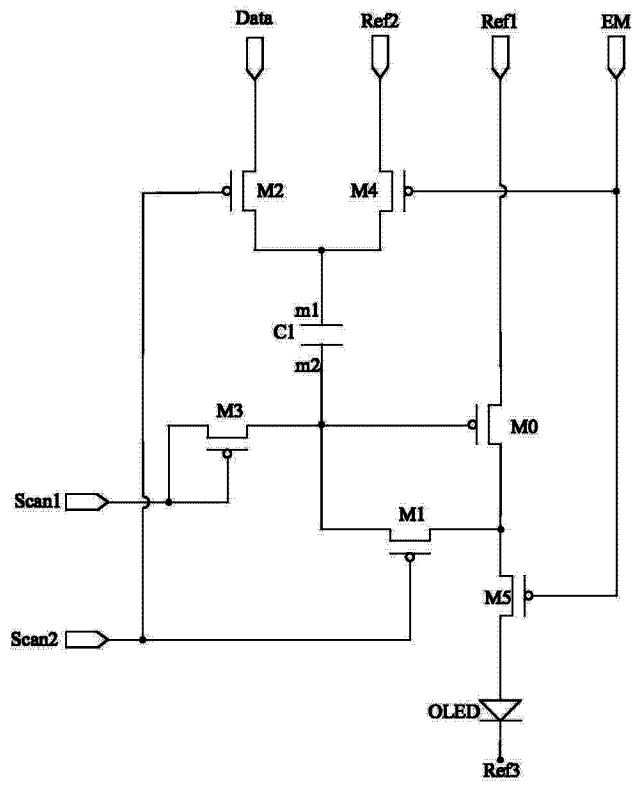 Data Ref2 Ref1 EM
M2 M4
m1
C1
m2
M3
M0
Scan1
M1
M5
Scan2
OLED
Ref3